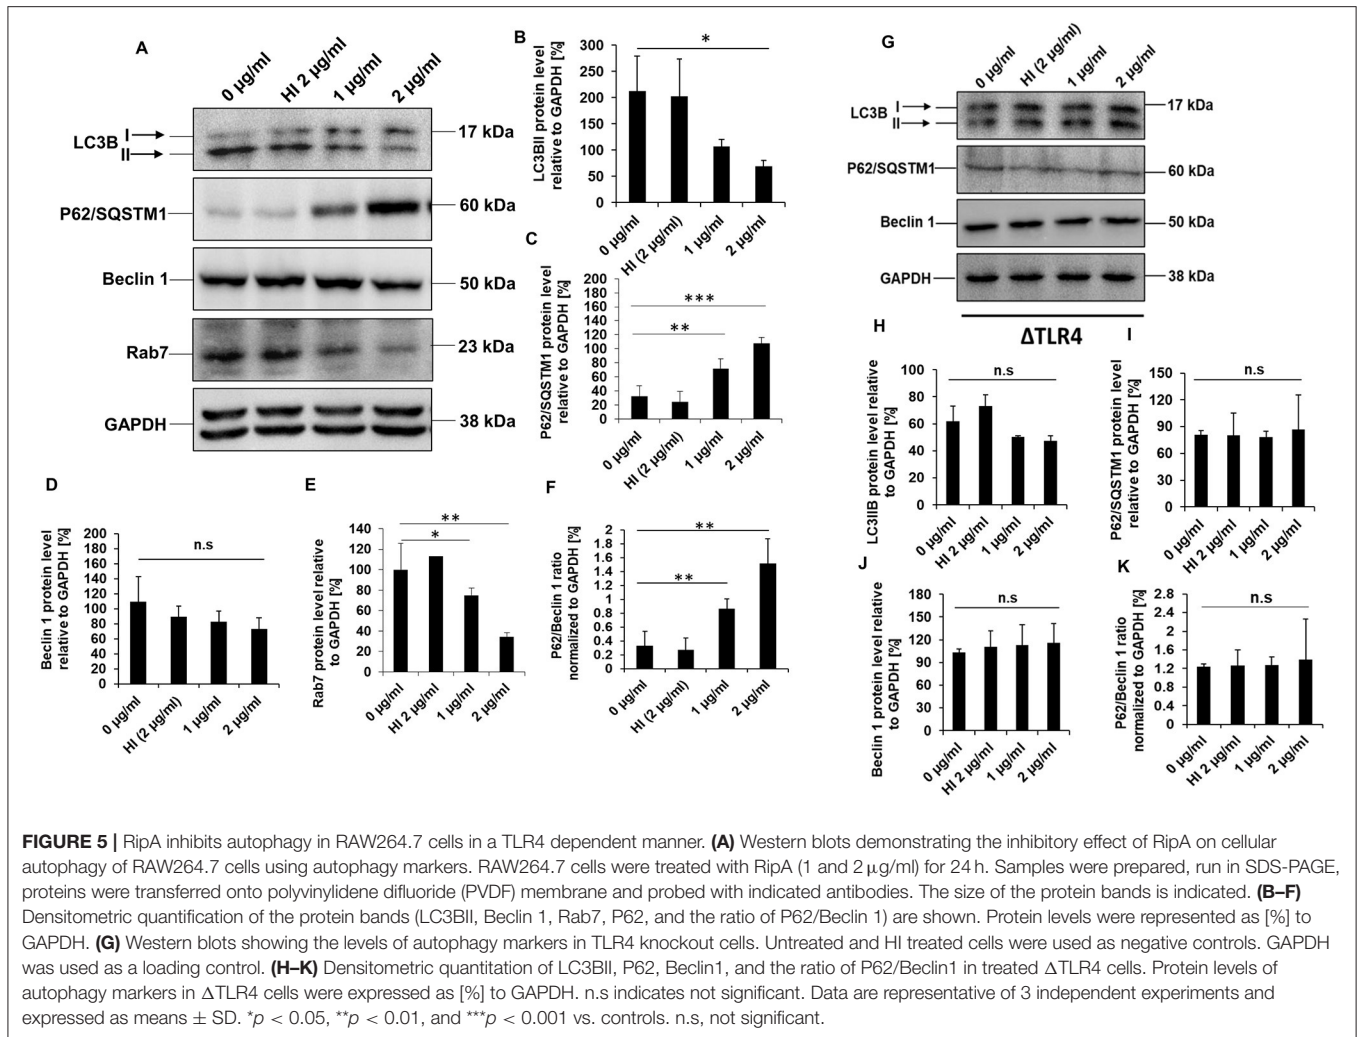 A
0 µg/ml
HI 2 µg/ml
1 µg/ml
2 µg/ml
LC3B
I
II
17 kDa
P62/SQSTM1
60 kDa
Beclin 1
50 kDa
Rab7
23 kDa
GAPDH
38 kDa
B
LC3BII protein level
relative to GAPDH [%]
300
250
200
150
100
50
0
*
0 µg/ml
HI (2 µg/ml)
1 µg/ml
2 µg/ml
C
P62/SQSTM1 protein level
relative to GAPDH [%]
200
180
160
140
120
100
80
60
40
20
0
***
**
0 µg/ml
HI (2 µg/ml)
1 µg/ml
2 µg/ml
D
Beclin 1 protein level
relative to GAPDH [%]
200
180
160
140
120
100
80
60
40
20
0
n.s
0 µg/ml
HI (2 µg/ml)
1 µg/ml
2 µg/ml
E
Rab7 protein level relative
to GAPDH [%]
140
120
100
80
60
40
20
0
**
*
0 µg/ml
HI 2 µg/ml
1 µg/ml
2 µg/ml
F
P62/Beclin 1 ratio
normalized to GAPDH [%]
2
1.8
1.6
1.4
1.2
1
0.8
0.6
0.4
0.2
0
**
**
0 µg/ml
HI (2 µg/ml)
1 µg/ml
2 µg/ml
G
0 µg/ml
HI (2 µg/ml)
1 µg/ml
2 µg/ml
LC3B
I
II
17 kDa
P62/SQSTM1
60 kDa
Beclin 1
50 kDa
GAPDH
38 kDa
ΔTLR4
H
LC3IIB protein level relative
to GAPDH [%]
100
80
60
40
20
0
n.s
0 µg/ml
HI 2 µg/ml
1 µg/ml
2 µg/ml
I
P62/SQSTM1 protein level
relative to GAPDH [%]
150
120
90
60
30
0
n.s
0 µg/ml
HI 2 µg/ml
1 µg/ml
2 µg/ml
J
Beclin 1 protein level relative
to GAPDH [%]
180
150
120
90
60
30
0
n.s
0 µg/ml
HI 2 µg/ml
1 µg/ml
2 µg/ml
K
P62/Beclin 1 ratio
normalized to GAPDH [%]
2.8
2.4
2
1.6
1.2
0.8
0.4
0
n.s
0 µg/ml
HI 2 µg/ml
1 µg/ml
2 µg/ml
FIGURE 5 | RipA inhibits autophagy in RAW264.7 cells in a TLR4 dependent manner. (A) Western blots demonstrating the inhibitory effect of RipA on cellular
autophagy of RAW264.7 cells using autophagy markers. RAW264.7 cells were treated with RipA (1 and 2 µg/ml) for 24 h. Samples were prepared, run in SDS-PAGE,
proteins were transferred onto polyvinylidene difluoride (PVDF) membrane and probed with indicated antibodies. The size of the protein bands is indicated. (B–F)
Densitometric quantification of the protein bands (LC3BII, Beclin 1, Rab7, P62, and the ratio of P62/Beclin 1) are shown. Protein levels were represented as [%] to
GAPDH. (G) Western blots showing the levels of autophagy markers in TLR4 knockout cells. Untreated and HI treated cells were used as negative controls. GAPDH
was used as a loading control. (H–K) Densitometric quantitation of LC3BII, P62, Beclin1, and the ratio of P62/Beclin1 in treated ΔTLR4 cells. Protein levels of
autophagy markers in ΔTLR4 cells were expressed as [%] to GAPDH. n.s indicates not significant. Data are representative of 3 independent experiments and
expressed as means ± SD. *p < 0.05, **p < 0.01, and ***p < 0.001 vs. controls. n.s, not significant.